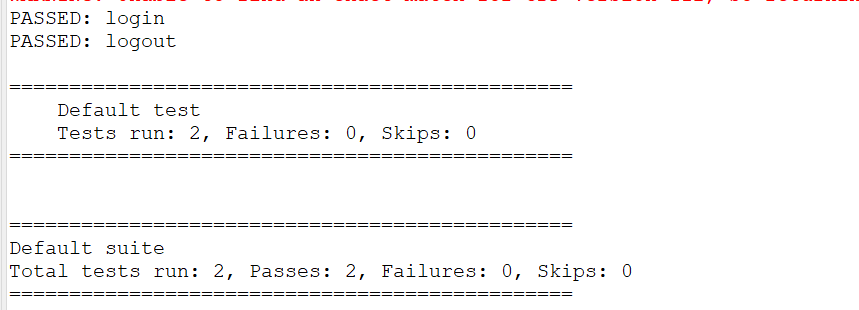 PASSED: login
PASSED: logout
===============================================
Default test
Tests run: 2, Failures: 0, Skips: 0
===============================================
===============================================
Default suite
Total tests run: 2, Passes: 2, Failures: 0, Skips: 0
===============================================